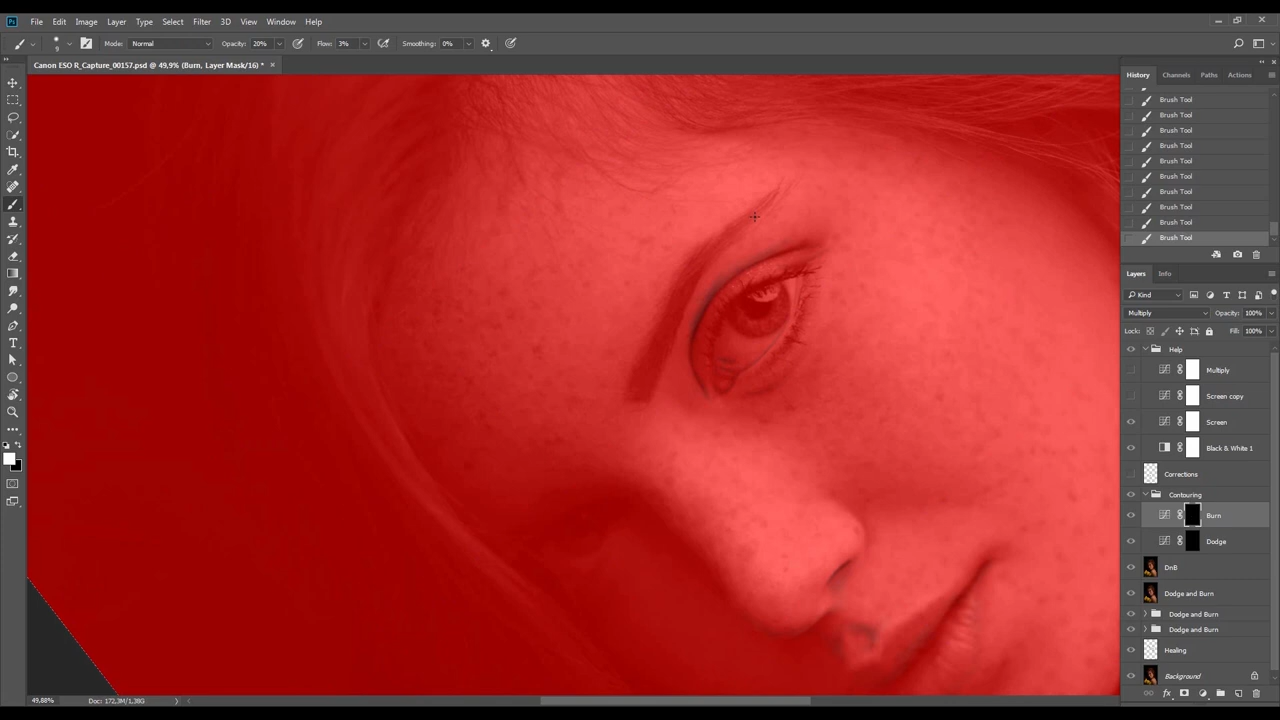 Ps File Edit Image Layer Type Select Filter 3D View Window Help
9 Mode: Normal Opacity: 20% Flow: 3% Smoothing: 0%
Canon ESO R_Capture_00157.psd @ 49,9% (Burn, Layer Mask/16) * ×
History Channels Paths Actions
Brush Tool
Brush Tool
Brush Tool
Brush Tool
Brush Tool
Brush Tool
Brush Tool
Brush Tool
Brush Tool
Brush Tool
Layers Info
Kind
Multiply Opacity: 100%
Lock: Fill: 100%
Help
Multiply
Screen copy
Screen
Black & White 1
Corrections
Contouring
Burn
Dodge
DnB
Dodge and Burn
Dodge and Burn
Dodge and Burn
Healing
Background
49,88% Doc: 172,3M/1,38G
fx